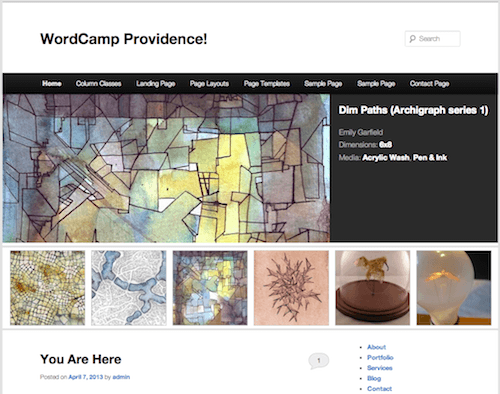 WordCamp Providence!
Search
Home Column Classes Landing Page Page Layouts Page Templates Sample Page Sample Page Contact Page
Dim Paths (Archigraph series 1)
Emily Garfield
Dimensions: 6x8
Media: Acrylic Wash, Pen & Ink
You Are Here
1
Posted on April 7, 2013 by admin
About
Portfolio
Services
Blog
Contact